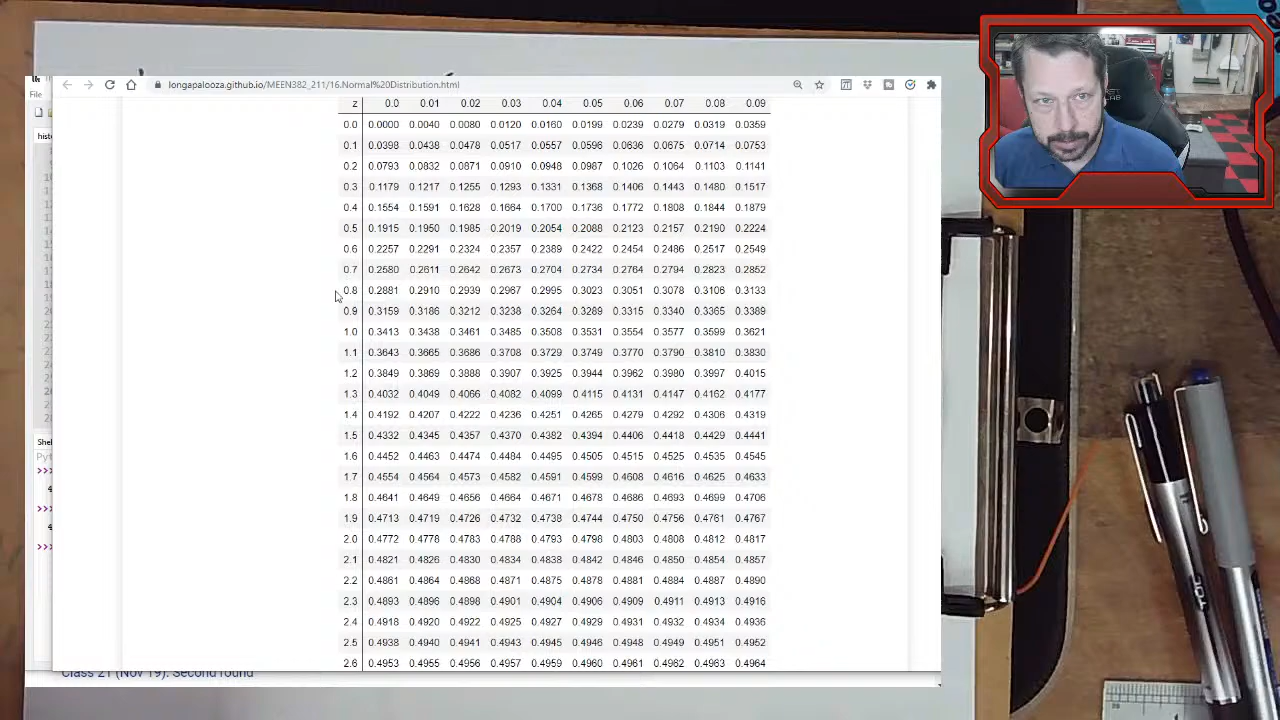 File
longapalooza.github.io/MEEN382_211/16.Normal%20Distribution.html
hist
z 0.0 0.01 0.02 0.03 0.04 0.05 0.06 0.07 0.08 0.09
0.0 0.0000 0.0040 0.0080 0.0120 0.0160 0.0199 0.0239 0.0279 0.0319 0.0359
0.1 0.0398 0.0438 0.0478 0.0517 0.0557 0.0596 0.0636 0.0675 0.0714 0.0753
0.2 0.0793 0.0832 0.0871 0.0910 0.0948 0.0987 0.1026 0.1064 0.1103 0.1141
0.3 0.1179 0.1217 0.1255 0.1293 0.1331 0.1368 0.1406 0.1443 0.1480 0.1517
0.4 0.1554 0.1591 0.1628 0.1664 0.1700 0.1736 0.1772 0.1808 0.1844 0.1879
0.5 0.1915 0.1950 0.1985 0.2019 0.2054 0.2088 0.2123 0.2157 0.2190 0.2224
0.6 0.2257 0.2291 0.2324 0.2357 0.2389 0.2422 0.2454 0.2486 0.2517 0.2549
0.7 0.2580 0.2611 0.2642 0.2673 0.2704 0.2734 0.2764 0.2794 0.2823 0.2852
0.8 0.2881 0.2910 0.2939 0.2967 0.2995 0.3023 0.3051 0.3078 0.3106 0.3133
0.9 0.3159 0.3186 0.3212 0.3238 0.3264 0.3289 0.3315 0.3340 0.3365 0.3389
1.0 0.3413 0.3438 0.3461 0.3485 0.3508 0.3531 0.3554 0.3577 0.3599 0.3621
1.1 0.3643 0.3665 0.3686 0.3708 0.3729 0.3749 0.3770 0.3790 0.3810 0.3830
1.2 0.3849 0.3869 0.3888 0.3907 0.3925 0.3944 0.3962 0.3980 0.3997 0.4015
1.3 0.4032 0.4049 0.4066 0.4082 0.4099 0.4115 0.4131 0.4147 0.4162 0.4177
1.4 0.4192 0.4207 0.4222 0.4236 0.4251 0.4265 0.4279 0.4292 0.4306 0.4319
1.5 0.4332 0.4345 0.4357 0.4370 0.4382 0.4394 0.4406 0.4418 0.4429 0.4441
1.6 0.4452 0.4463 0.4474 0.4484 0.4495 0.4505 0.4515 0.4525 0.4535 0.4545
1.7 0.4554 0.4564 0.4573 0.4582 0.4591 0.4599 0.4608 0.4616 0.4625 0.4633
1.8 0.4641 0.4649 0.4656 0.4664 0.4671 0.4678 0.4686 0.4693 0.4699 0.4706
1.9 0.4713 0.4719 0.4726 0.4732 0.4738 0.4744 0.4750 0.4756 0.4761 0.4767
2.0 0.4772 0.4778 0.4783 0.4788 0.4793 0.4798 0.4803 0.4808 0.4812 0.4817
2.1 0.4821 0.4826 0.4830 0.4834 0.4838 0.4842 0.4846 0.4850 0.4854 0.4857
2.2 0.4861 0.4864 0.4868 0.4871 0.4875 0.4878 0.4881 0.4884 0.4887 0.4890
2.3 0.4893 0.4896 0.4898 0.4901 0.4904 0.4906 0.4909 0.4911 0.4913 0.4916
2.4 0.4918 0.4920 0.4922 0.4925 0.4927 0.4929 0.4931 0.4932 0.4934 0.4936
2.5 0.4938 0.4940 0.4941 0.4943 0.4945 0.4946 0.4948 0.4949 0.4951 0.4952
2.6 0.4953 0.4955 0.4956 0.4957 0.4959 0.4960 0.4961 0.4962 0.4963 0.4964
Shel
>>>
>>>
>>>
Class 21 (Nov 19): Second round